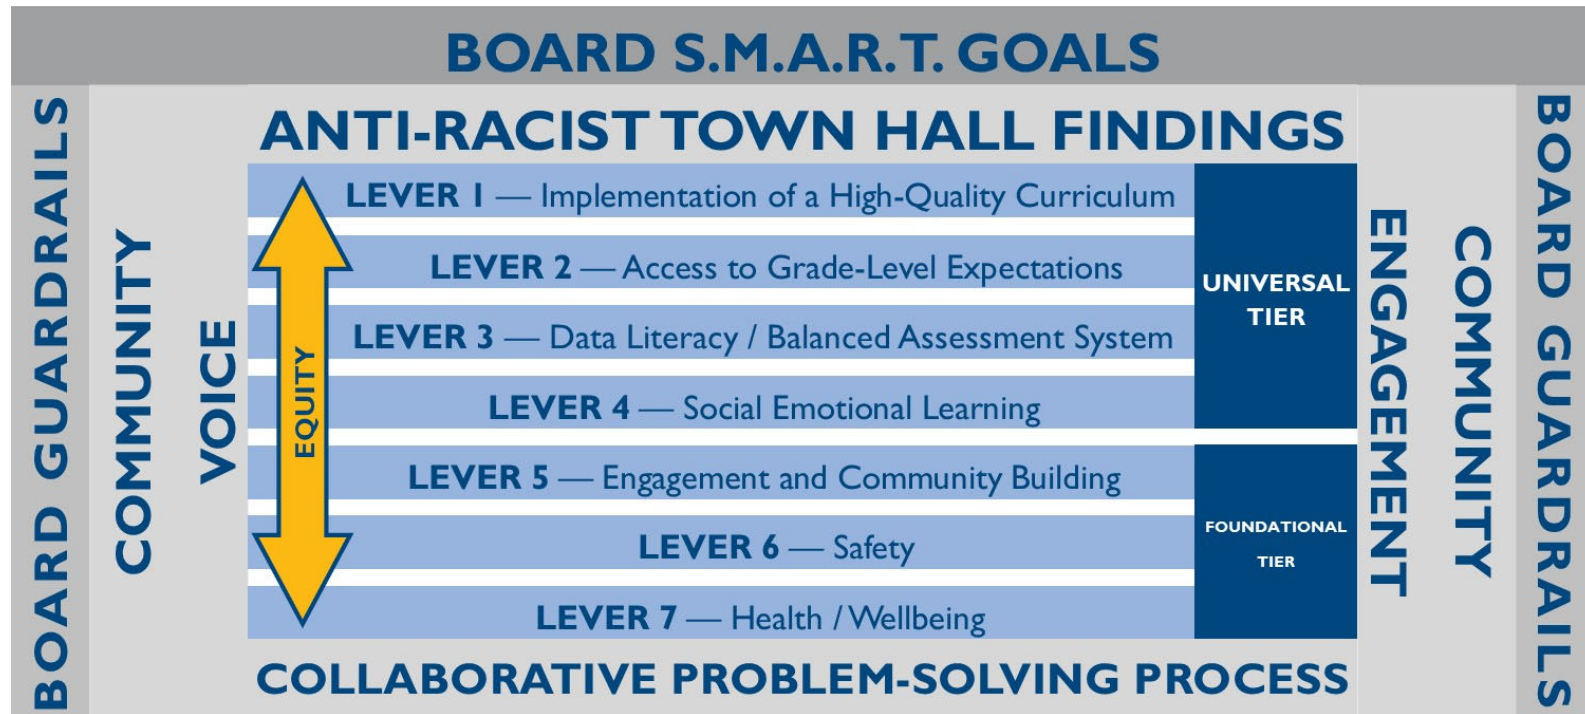 BOARD S.M.A.R.T. GOALS
BOARD GUARDRAILS
COMMUNITY
VOICE
ANTI-RACIST TOWN HALL FINDINGS
EQUITY
LEVER 1 — Implementation of a High-Quality Curriculum
LEVER 2 — Access to Grade-Level Expectations
LEVER 3 — Data Literacy / Balanced Assessment System
LEVER 4 — Social Emotional Learning
LEVER 5 — Engagement and Community Building
LEVER 6 — Safety
LEVER 7 — Health / Wellbeing
UNIVERSAL
TIER
FOUNDATIONAL
TIER
COLLABORATIVE PROBLEM-SOLVING PROCESS
COMMUNITY
ENGAGEMENT
BOARD GUARDRAILS